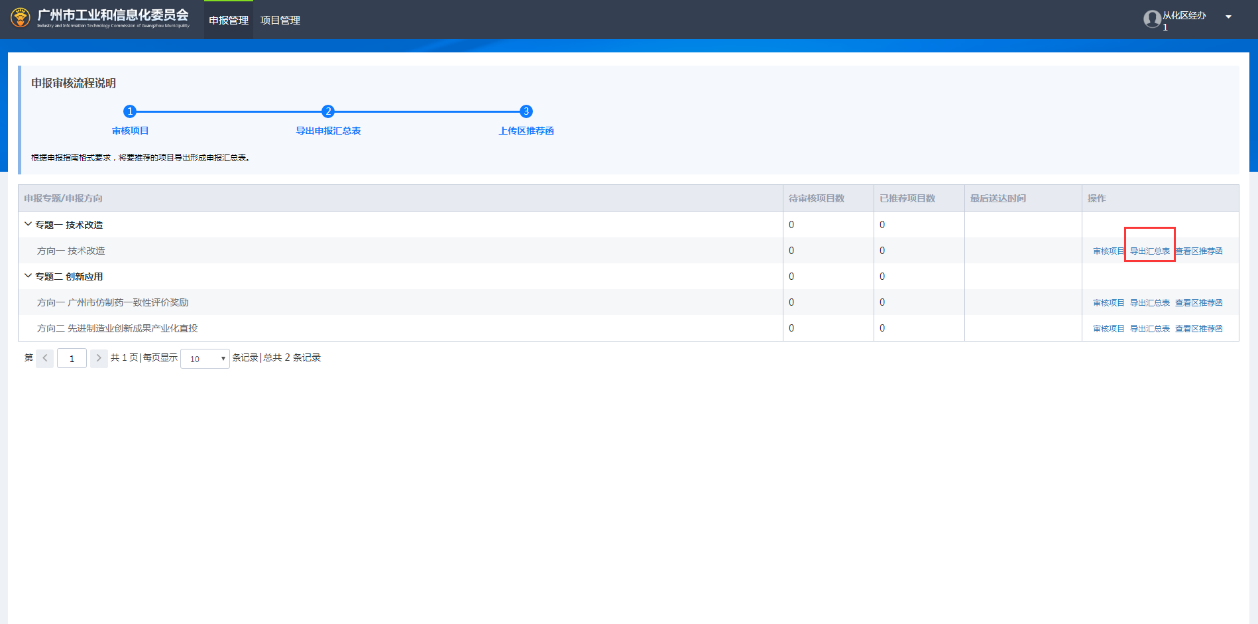 广州市工业和信息化委员会 申报管理 项目管理 从化区经办1
Industry and Information Technology Commission of Guangzhou Municipality
申报审核流程说明
1 2 3
审核项目 导出申报汇总表 上传区推荐函
根据申报指南格式要求，将要推荐的项目导出形成申报汇总表。
申报专题/申报方向 待审核项目数 已推荐项目数 最后送达时间 操作
专题一 技术改造 0 0
方向一 技术改造 0 0 审核项目 导出汇总表 查看区推荐函
专题二 创新应用 0 0
方向一 广州市仿制药一致性评价奖励 0 0 审核项目 导出汇总表 查看区推荐函
方向二 先进制造业创新成果产业化直投 0 0 审核项目 导出汇总表 查看区推荐函
第 < 1 > 共 1 页|每页显示 10 条记录|总共 2 条记录